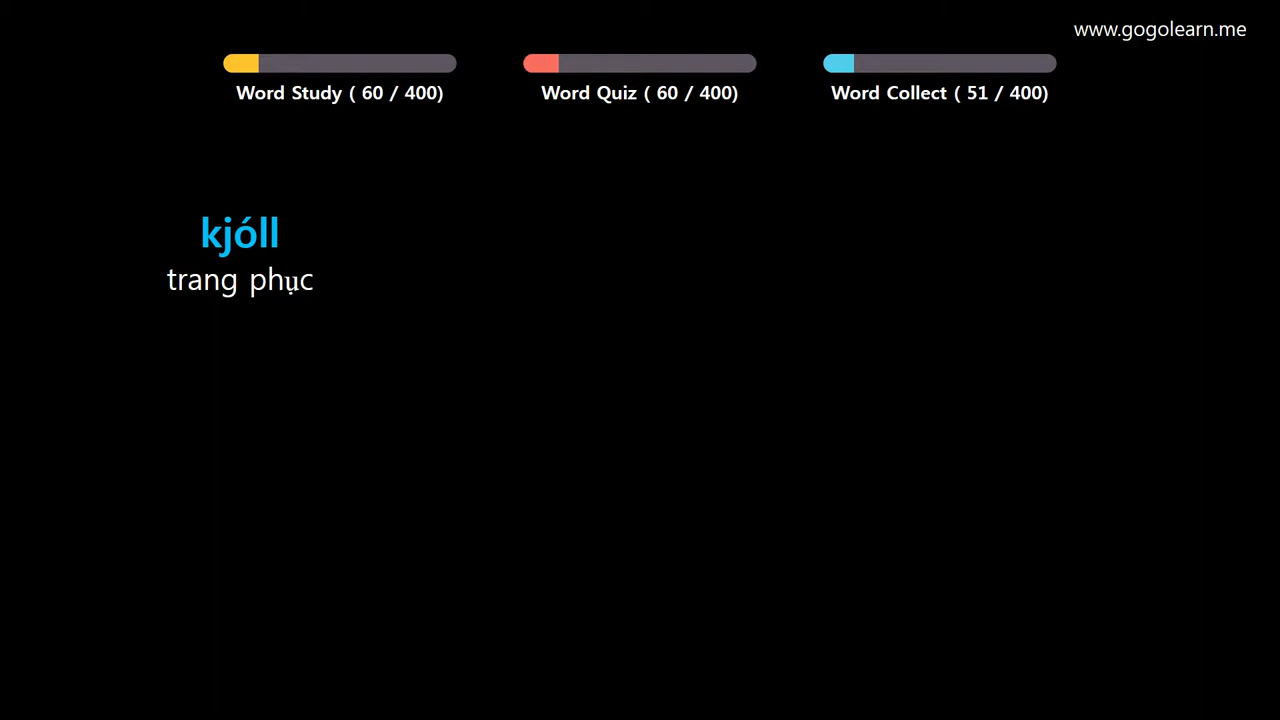 www.gogolearn.me
Word Study ( 60 / 400)
Word Quiz ( 60 / 400)
Word Collect ( 51 / 400)
kjóll
trang phục